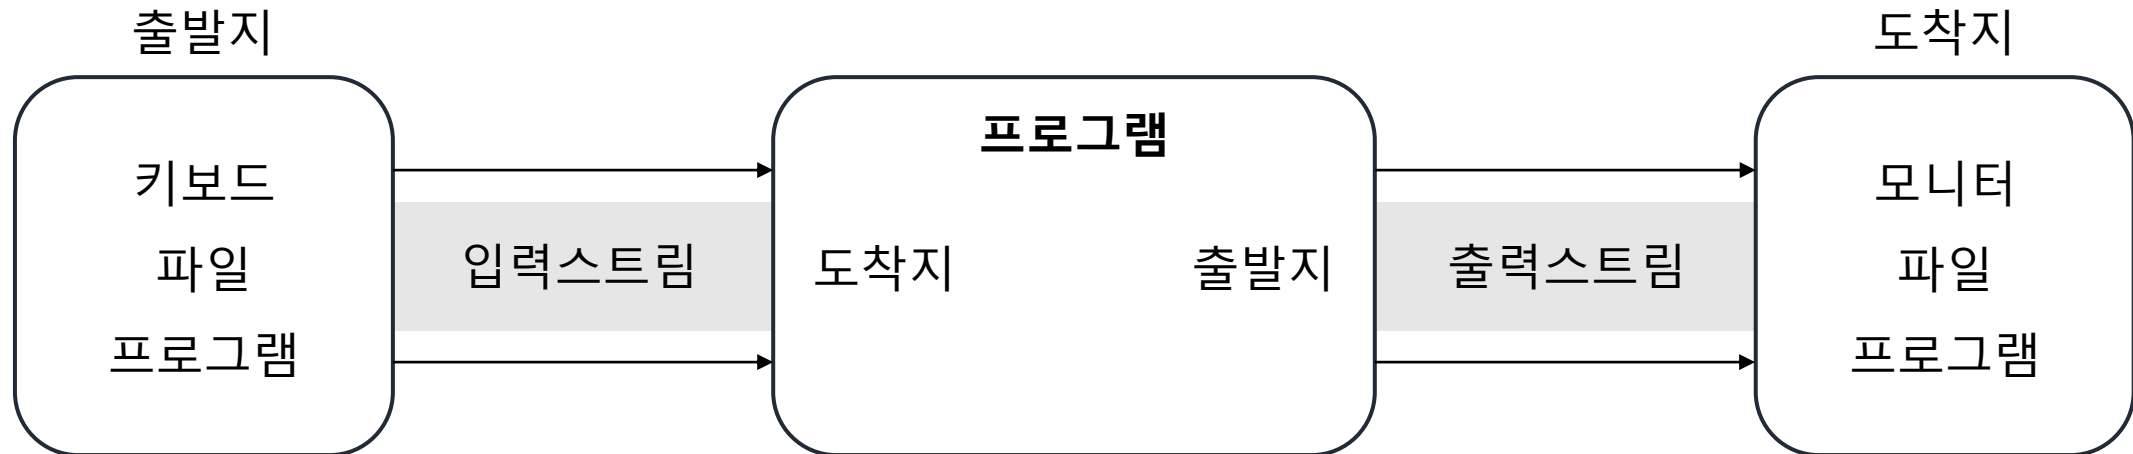 출발지
키보드
파일
프로그램
입력스트림
프로그램
도착지
출발지
출력스트림
도착지
모니터
파일
프로그램